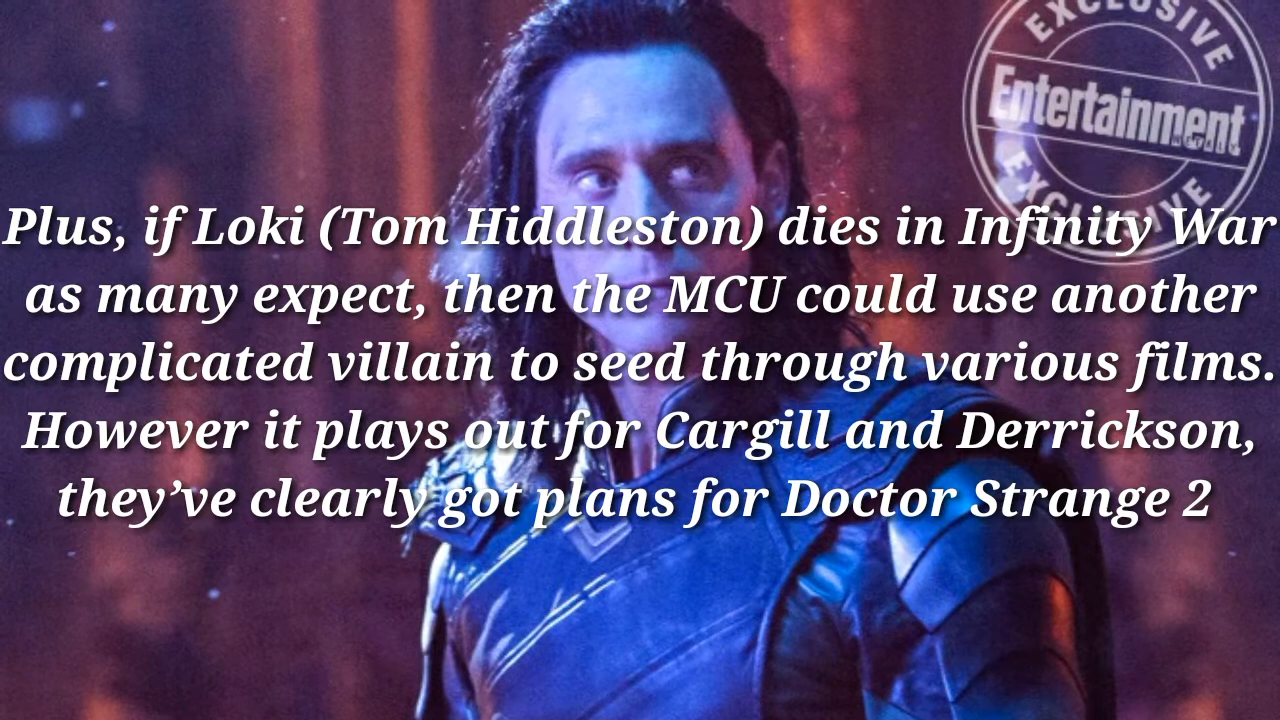 EXCLUSIVE
Entertainment
WEEKLY
EXCLUSIVE
Plus, if Loki (Tom Hiddleston) dies in Infinity War
as many expect, then the MCU could use another
complicated villain to seed through various films.
However it plays out for Cargill and Derrickson,
they’ve clearly got plans for Doctor Strange 2